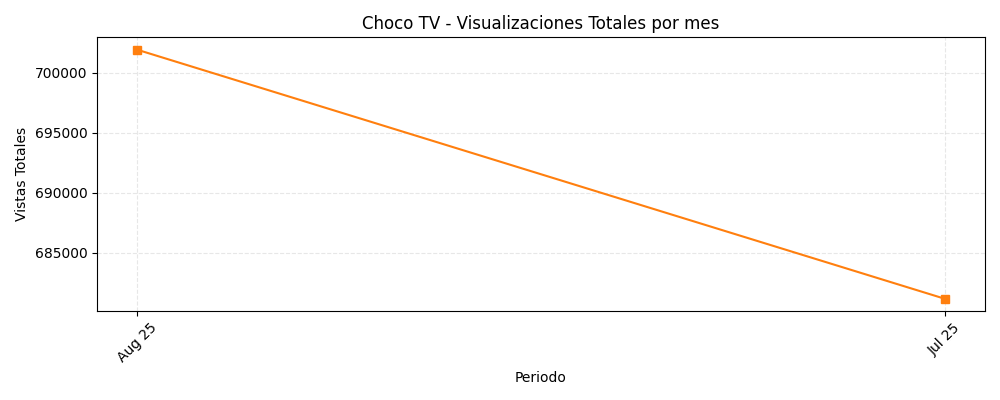 Choco TV - Visualizaciones Totales por mes
Vistas Totales
700000
695000
690000
685000
Aug 25
Jul 25
Periodo